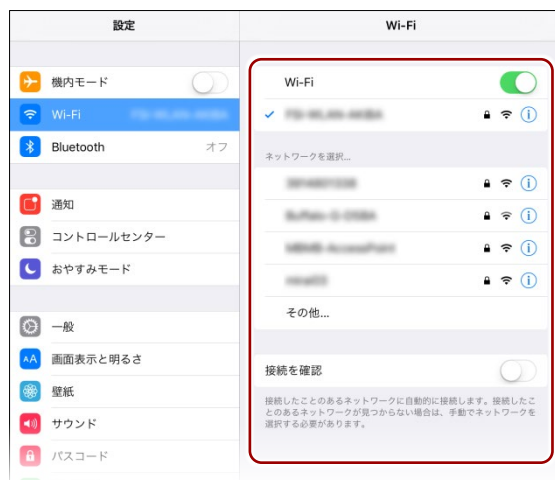 設定
機内モード
Wi-Fi
Bluetooth オフ
通知
コントロールセンター
おやすみモード
一般
画面表示と明るさ
壁紙
サウンド
パスコード
Wi-Fi
Wi-Fi
ネットワークを選択...
その他...
接続を確認
接続したことのあるネットワークに自動的に接続します。接続したこ
とのあるネットワークが見つからない場合は、手動でネットワークを
選択する必要があります。